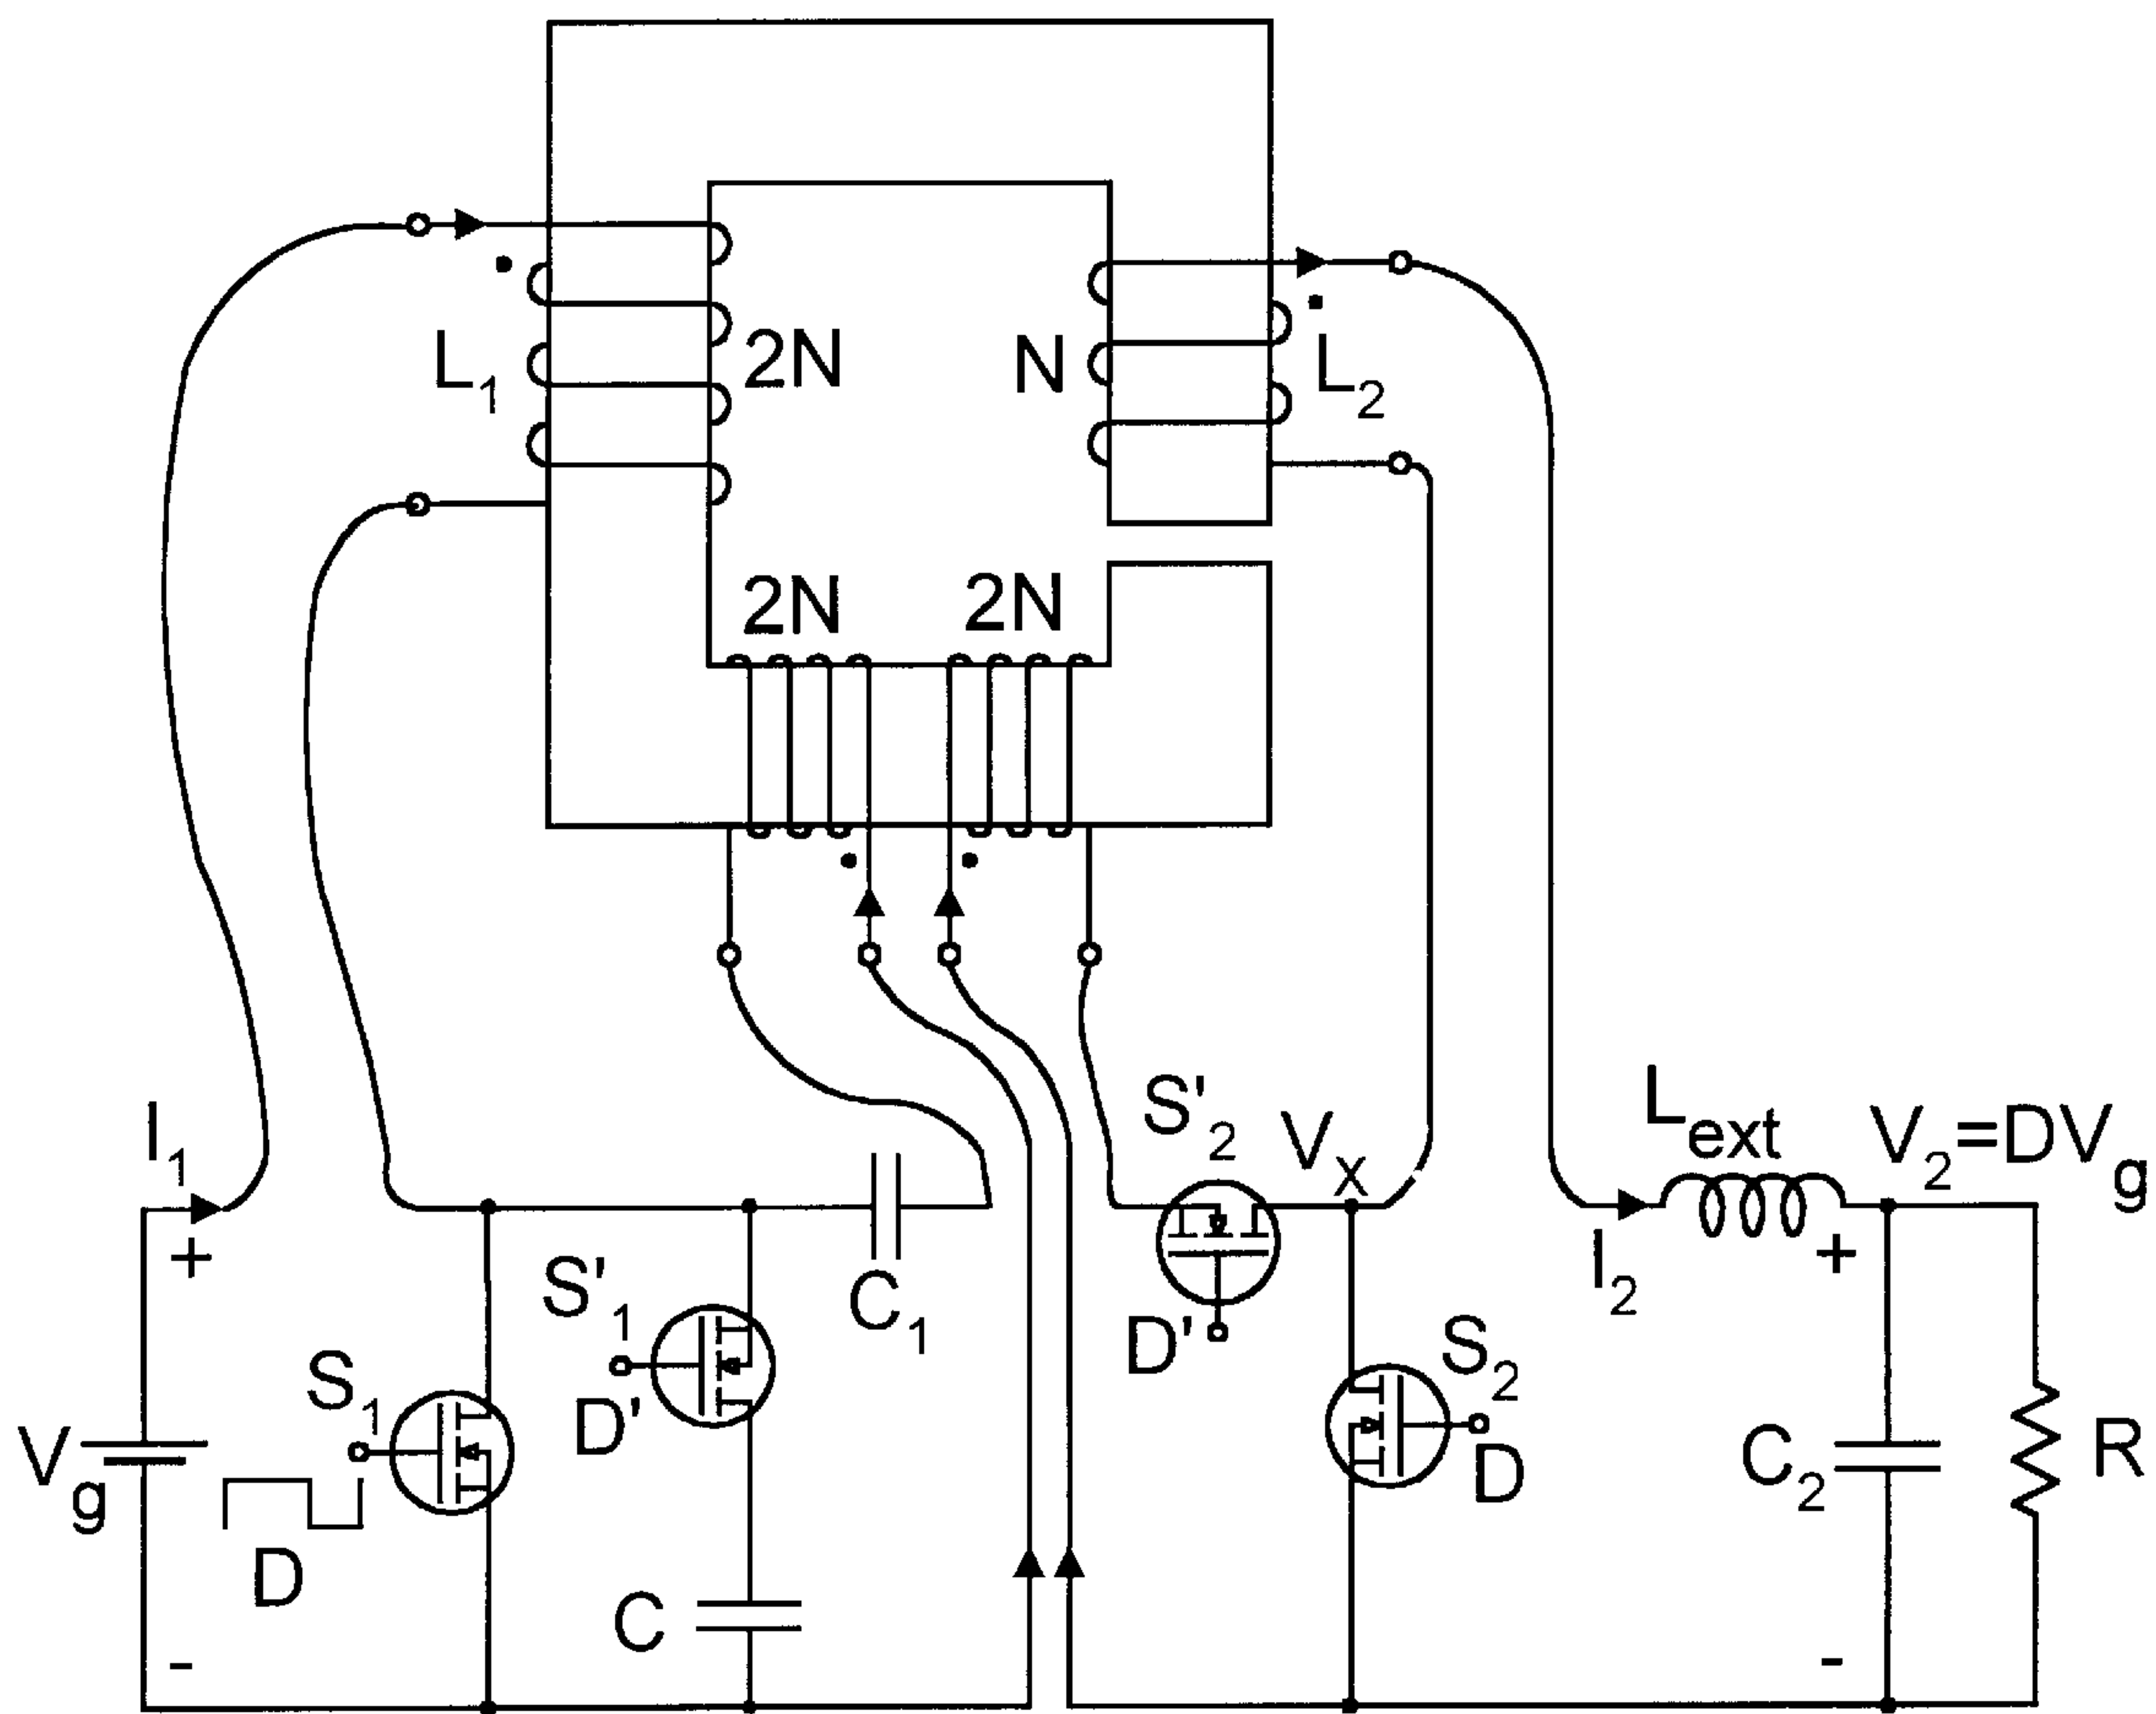 L1
2N
N
L2
2N
2N
I1
+
S'2
VX
Lext
V2=DVg
S'1
C1
D'
I2
+
S1
D'
S2
Vg
D
D
C2
R
C
-
-